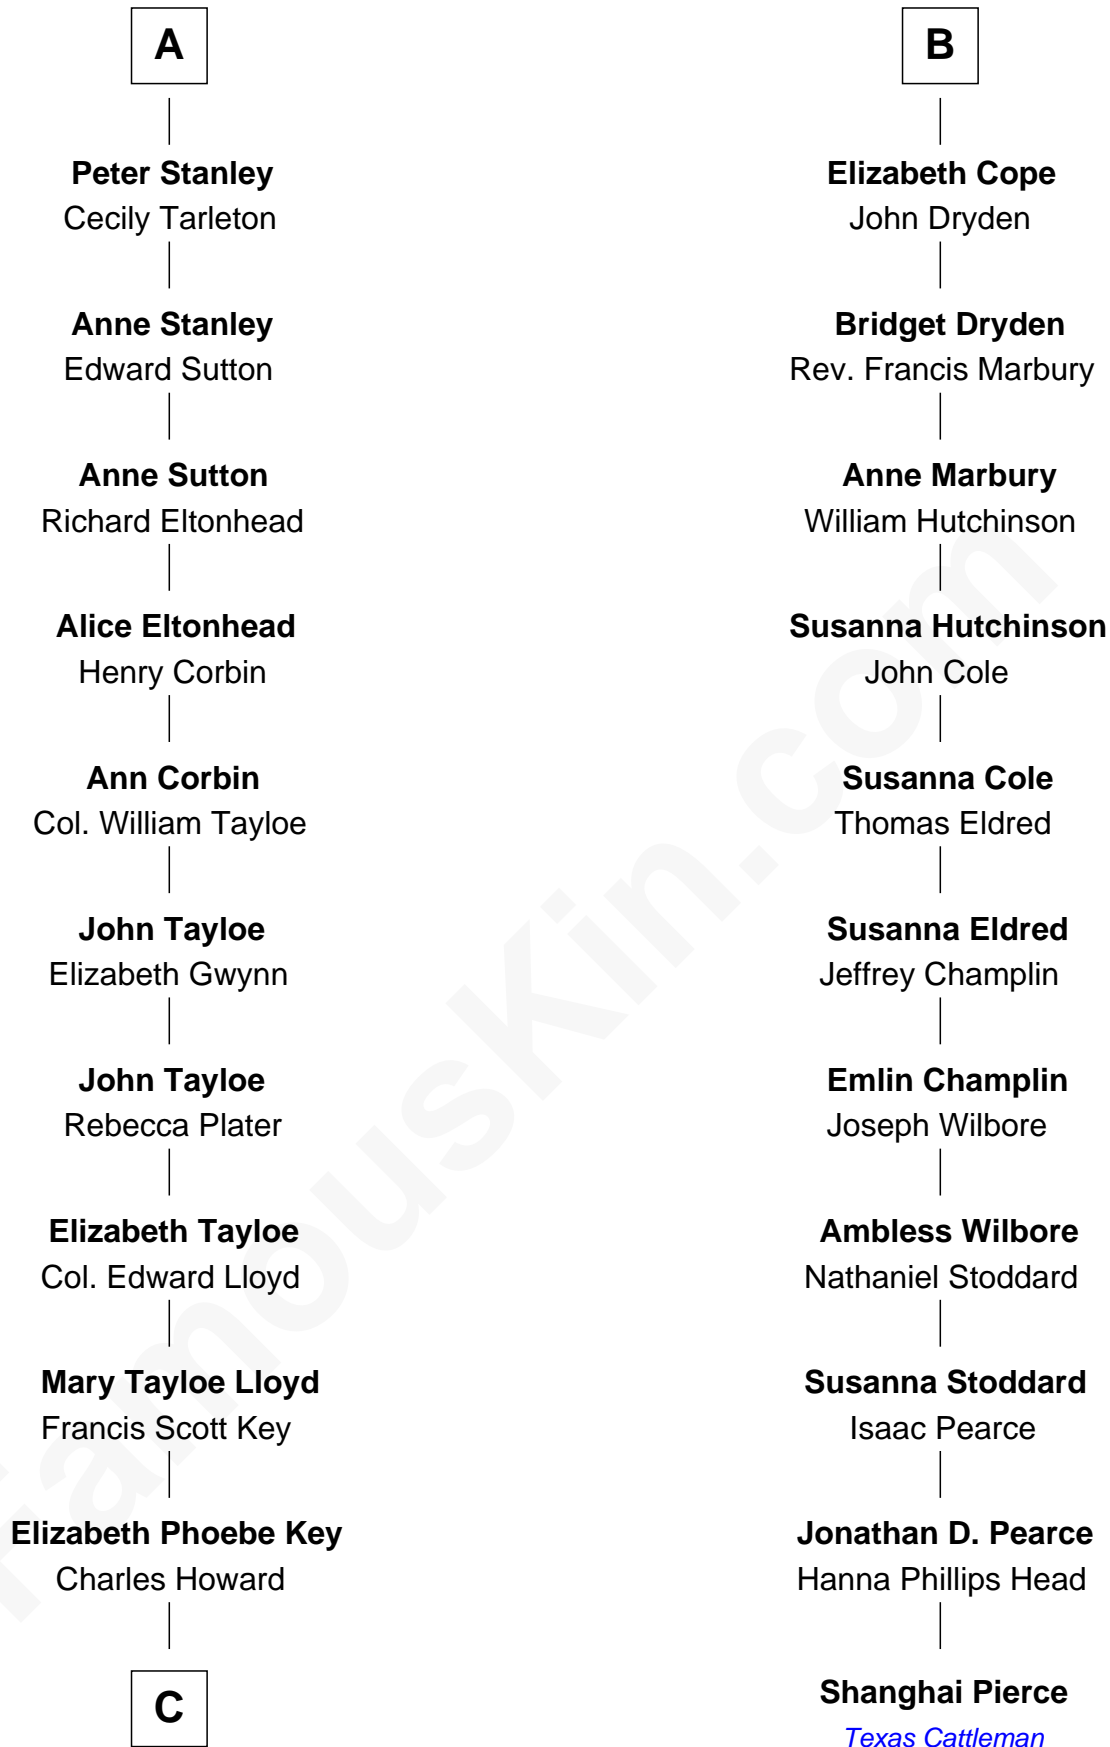 A
Peter Stanley
Cecily Tarleton
Anne Stanley
Edward Sutton
Anne Sutton
Richard Eltonhead
Alice Eltonhead
Henry Corbin
Ann Corbin
Col. William Tayloe
John Tayloe
Elizabeth Gwynn
John Tayloe
Rebecca Plater
Elizabeth Tayloe
Col. Edward Lloyd
Mary Tayloe Lloyd
Francis Scott Key
Elizabeth Phoebe Key
Charles Howard
C
B
Elizabeth Cope
John Dryden
Bridget Dryden
Rev. Francis Marbury
Anne Marbury
William Hutchinson
Susanna Hutchinson
John Cole
Susanna Cole
Thomas Eldred
Susanna Eldred
Jeffrey Champlin
Emlin Champlin
Joseph Wilbore
Ambless Wilbore
Nathaniel Stoddard
Susanna Stoddard
Isaac Pearce
Jonathan D. Pearce
Hanna Phillips Head
Shanghai Pierce
Texas Cattleman
FamousKin.com